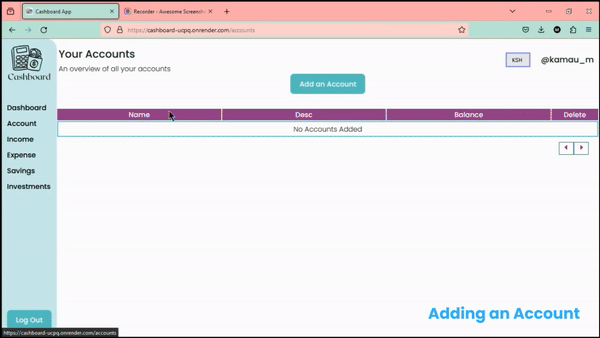 Cashboard App
Recorder - Awesome Screensh
https://cashboard-ucpq.onrender.com/accounts
Cashboard
Your Accounts
An overview of all your accounts
KSH
@kamau_m
Add an Account
Name Desc Balance Delete
No Accounts Added
Dashboard
Account
Income
Expense
Savings
Investments
Log Out
Adding an Account
https://cashboard-ucpq.onrender.com/accounts